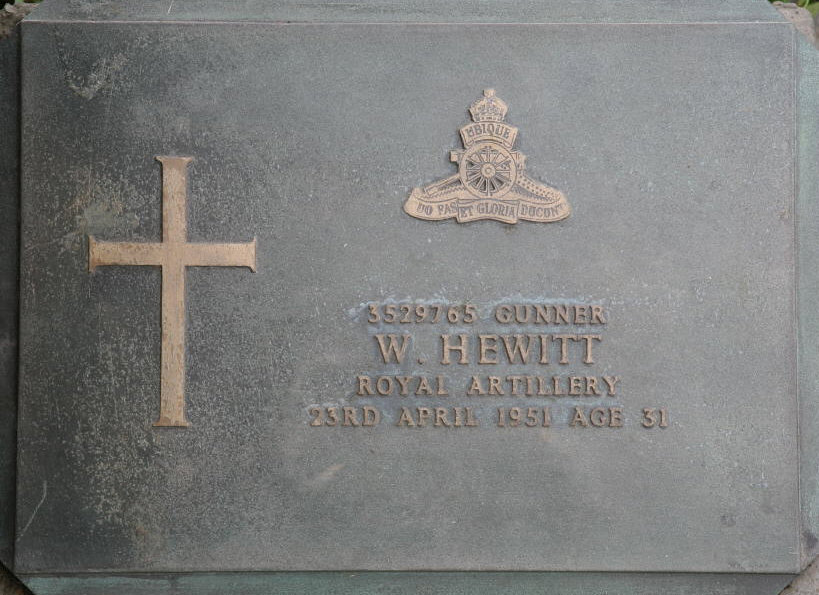 UBIQUE
QUO FAS ET GLORIA DUCUNT
3529765 GUNNER
W. HEWITT
ROYAL ARTILLERY
23RD APRIL 1951 AGE 31